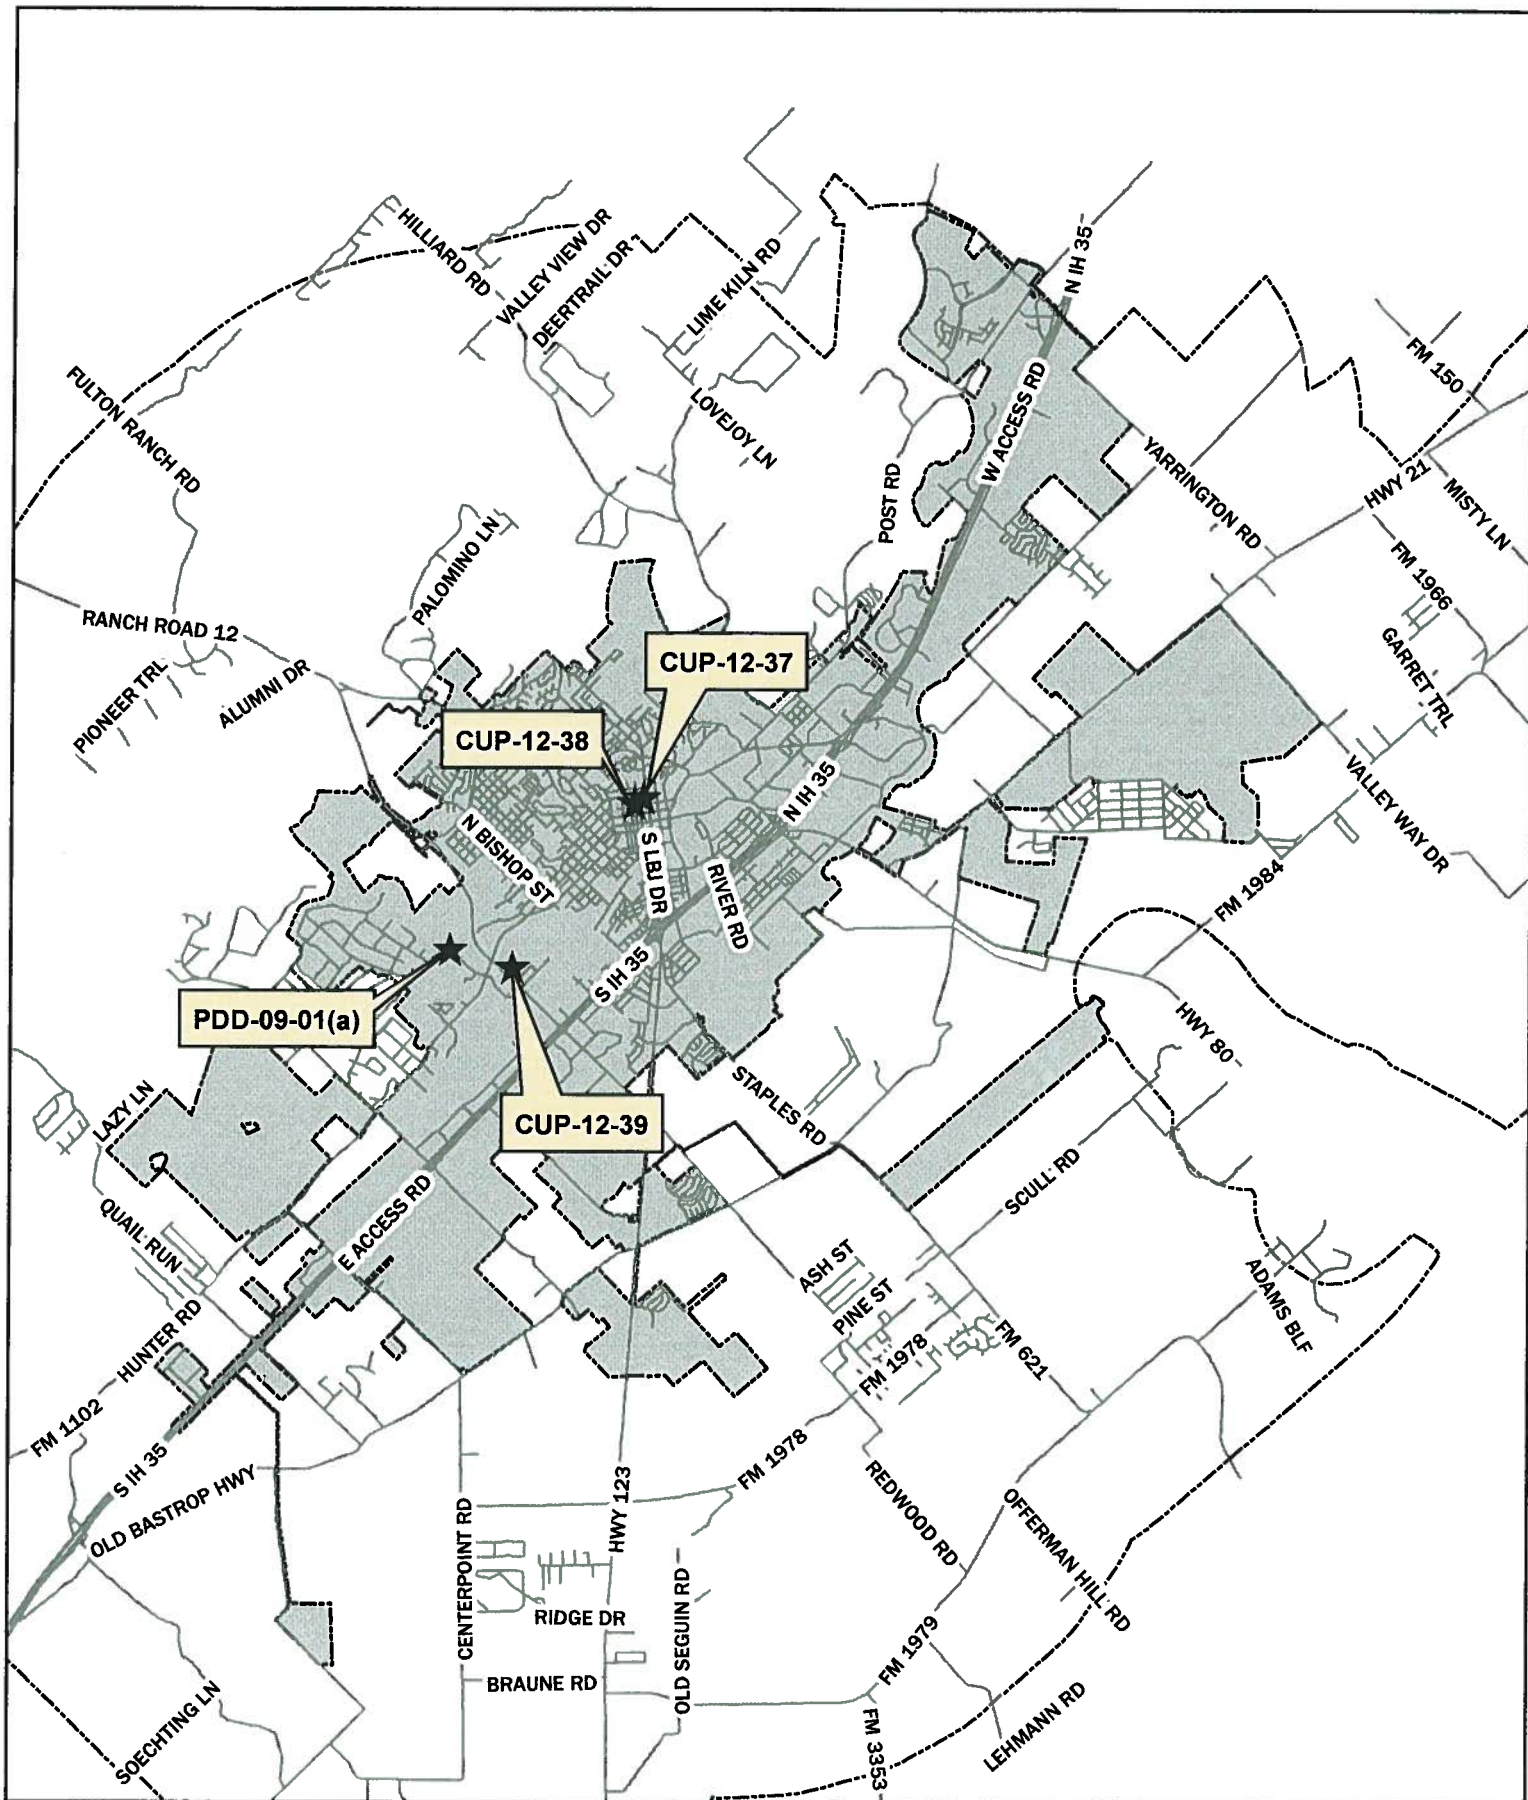 N IH 35
HILLIARD RD
VALLEY VIEW DR
DEERTRAIL DR
LIME KILN RD
FM 150
FULTON RANCH RD
LOVEJOY LN
W ACCESS RD
YARRINGTON RD
HWY 21
MISTY LN
POST RD
PALOMINO LN
FM 1966
RANCH ROAD 12
GARRET TRL
PIONEER TRL
ALUMNI DR
CUP-12-37
CUP-12-38
N IH 35
VALLEY WAY DR
N BISHOP ST
S LBJ DR
RIVER RD
FM 1984
S IH 35
PDD-09-01(a)
HWY 80
LAZY LN
STAPLES RD
CUP-12-39
SCULL RD
E ACCESS RD
QUAIL RUN
ASH ST
PINE ST
ADAMS BLF
HUNTER RD
FM 1978
FM 621
FM 1102
S IH 35
OLD BASTROP HWY
FM 1978
HWY 123
CENTERPOINT RD
REDWOOD RD
OFFERMAN HILL RD
RIDGE DR
OLD SEGUIN RD
FM 1979
BRAUNE RD
SOECHTING LN
FM 3353
LEHMANN RD